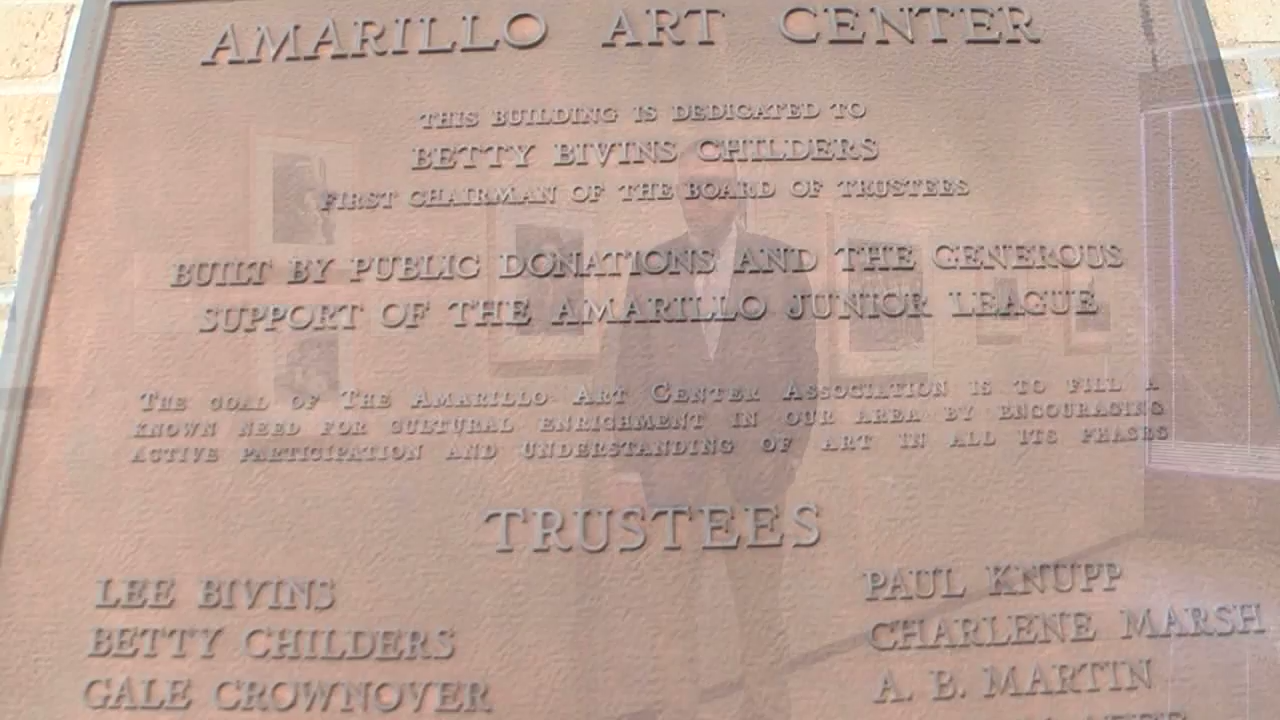 AMARILLO ART CENTER
THIS BUILDING IS DEDICATED TO
BETTY BIVINS CHILDERS
FIRST CHAIRMAN OF THE BOARD OF TRUSTEES
BUILT BY PUBLIC DONATIONS AND THE GENEROUS
SUPPORT OF THE AMARILLO JUNIOR LEAGUE
THE GOAL OF THE AMARILLO ART CENTER ASSOCIATION IS TO FILL A
KNOWN NEED FOR CULTURAL ENRICHMENT IN OUR AREA BY ENCOURAGING
ACTIVE PARTICIPATION AND UNDERSTANDING OF ART IN ALL ITS PHASES
TRUSTEES
LEE BIVINS
BETTY CHILDERS
GALE CROWNOVER
PAUL KNUPP
CHARLENE MARSH
A. B. MARTIN